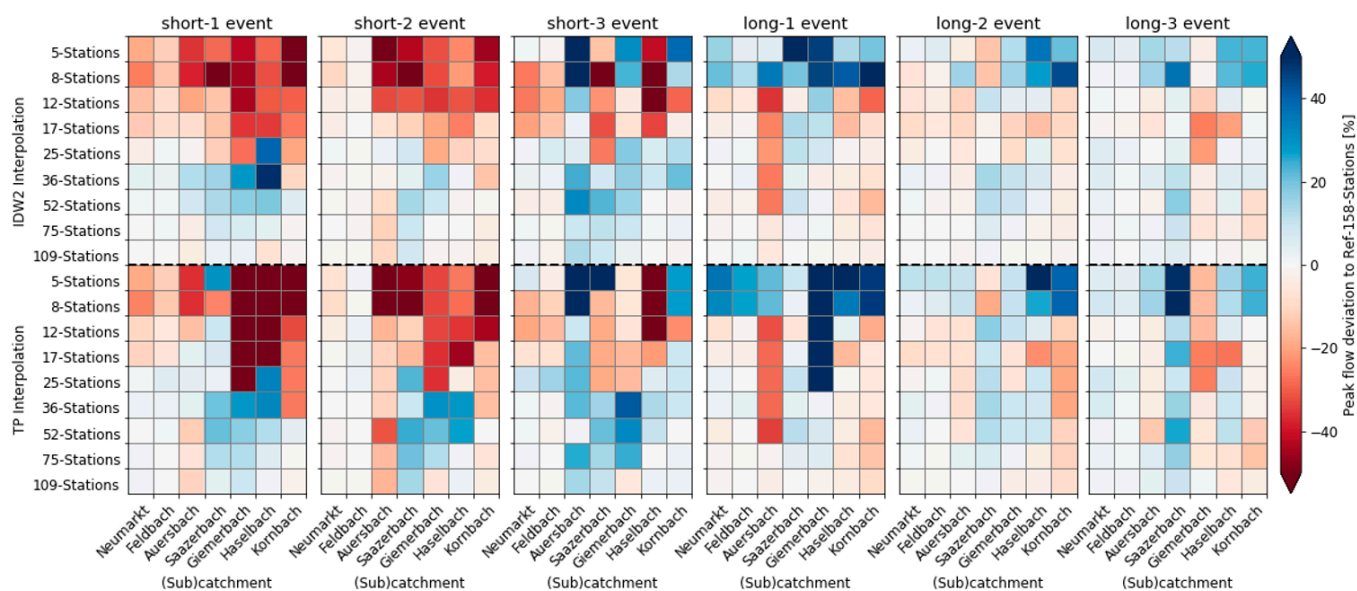 short-1 event
short-2 event
short-3 event
long-1 event
long-2 event
long-3 event
IDW2 Interpolation
5-Stations
8-Stations
12-Stations
17-Stations
25-Stations
36-Stations
52-Stations
75-Stations
109-Stations
TP Interpolation
5-Stations
8-Stations
12-Stations
17-Stations
25-Stations
36-Stations
52-Stations
75-Stations
109-Stations
Neumarkt
Feldbach
Auersbach
Saazerbach
Giemerbach
Haselbach
Kornbach
(Sub)catchment
Neumarkt
Feldbach
Auersbach
Saazerbach
Giemerbach
Haselbach
Kornbach
(Sub)catchment
Neumarkt
Feldbach
Auersbach
Saazerbach
Giemerbach
Haselbach
Kornbach
(Sub)catchment
Neumarkt
Feldbach
Auersbach
Saazerbach
Giemerbach
Haselbach
Kornbach
(Sub)catchment
Neumarkt
Feldbach
Auersbach
Saazerbach
Giemerbach
Haselbach
Kornbach
(Sub)catchment
Neumarkt
Feldbach
Auersbach
Saazerbach
Giemerbach
Haselbach
Kornbach
(Sub)catchment
40
20
0
−20
−40
Peak flow deviation to Ref-158-Stations [%]